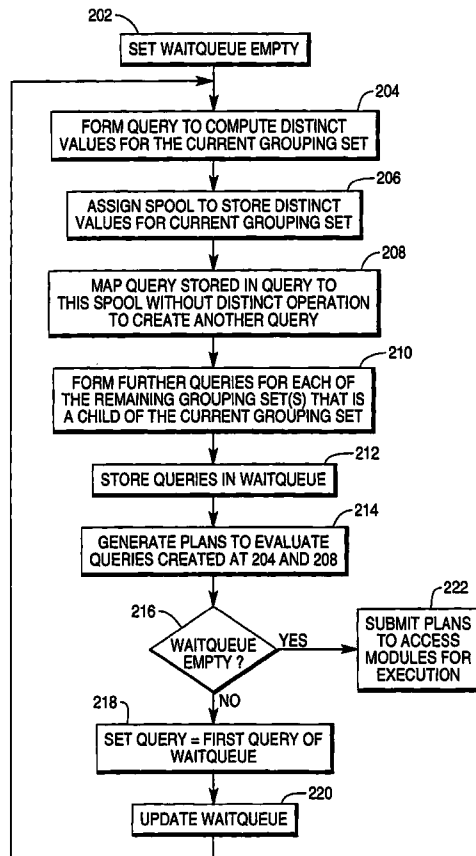 202
SET WAITQUEUE EMPTY
204
FORM QUERY TO COMPUTE DISTINCT
VALUES FOR THE CURRENT GROUPING SET
206
ASSIGN SPOOL TO STORE DISTINCT
VALUES FOR CURRENT GROUPING SET
208
MAP QUERY STORED IN QUERY TO
THIS SPOOL WITHOUT DISTINCT OPERATION
TO CREATE ANOTHER QUERY
210
FORM FURTHER QUERIES FOR EACH OF
THE REMAINING GROUPING SET(S) THAT IS
A CHILD OF THE CURRENT GROUPING SET
212
STORE QUERIES IN WAITQUEUE
214
GENERATE PLANS TO EVALUATE
QUERIES CREATED AT 204 AND 208
216
WAITQUEUE
EMPTY ?
YES
222
SUBMIT PLANS
TO ACCESS
MODULES FOR
EXECUTION
NO
218
SET QUERY = FIRST QUERY OF
WAITQUEUE
220
UPDATE WAITQUEUE